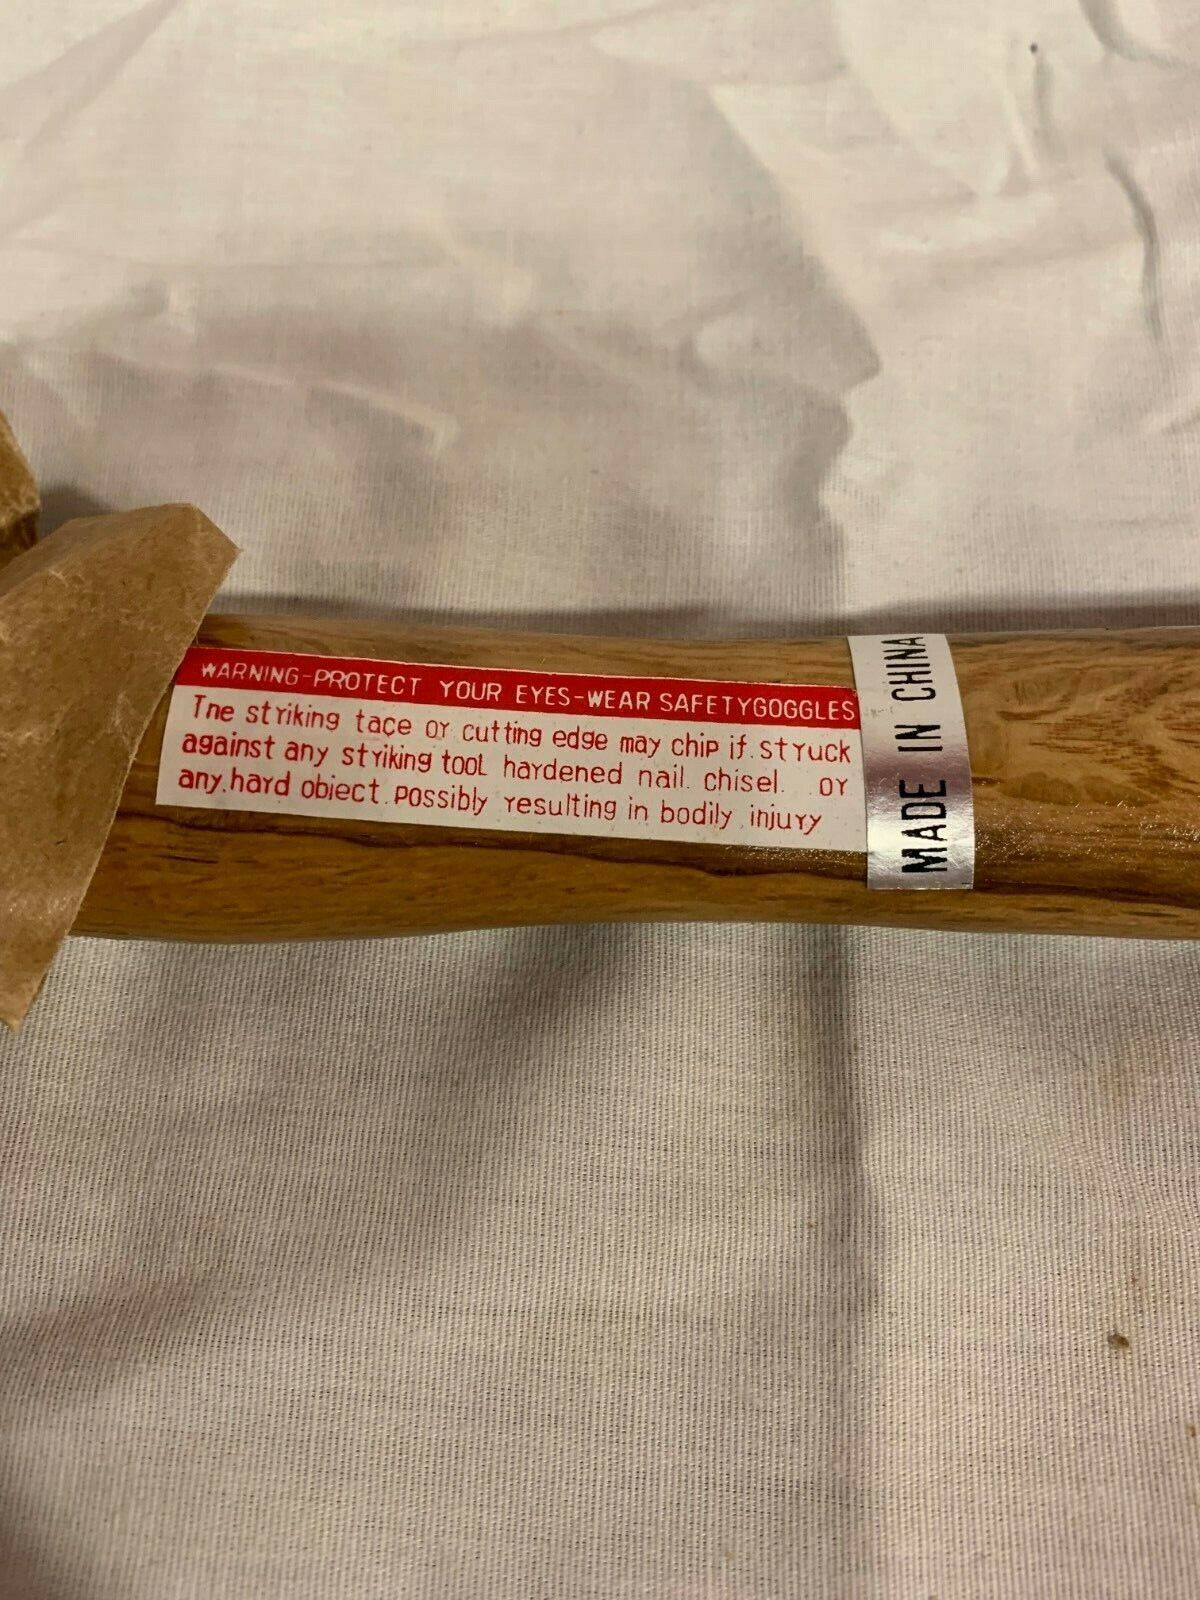 WARNING-PROTECT YOUR EYES-WEAR SAFETYGOGGLES
Tne striking taçe or cutting edge may chip if.struck
against any striking tooL hardened nail. chisel. or
any.hard obiect.possibly resulting in bodily injury
MADE IN CHINA